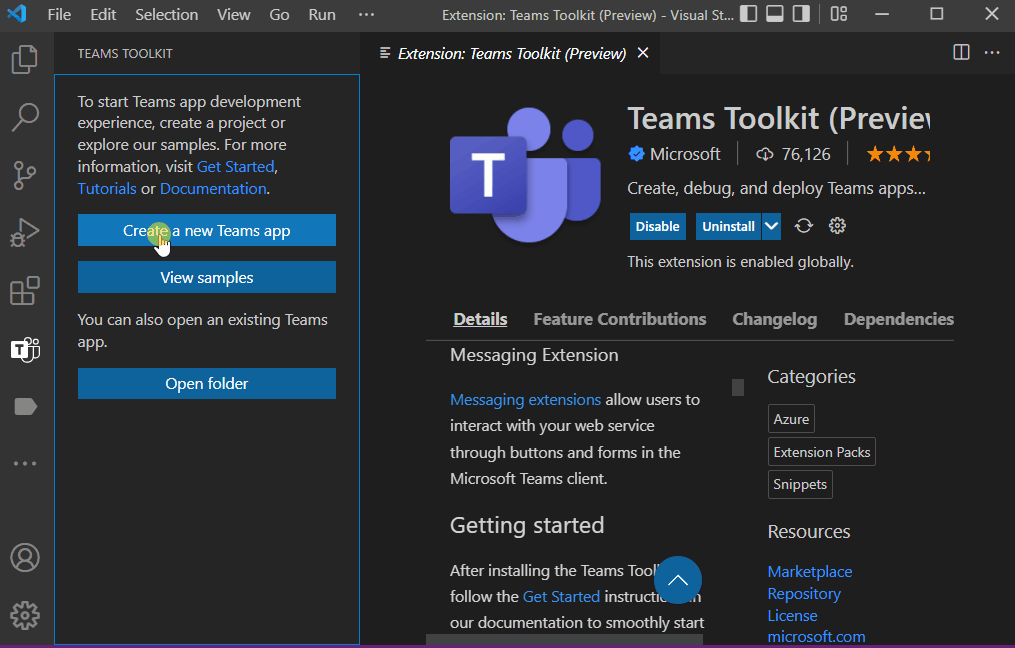 File Edit Selection View Go Run ··· Extension: Teams Toolkit (Preview) - Visual St...
TEAMS TOOLKIT
To start Teams app development
experience, create a project or
explore our samples. For more
information, visit Get Started,
Tutorials or Documentation.
Create a new Teams app
View samples
You can also open an existing Teams
app.
Open folder
Extension: Teams Toolkit (Preview)
T
Teams Toolkit (Preview
Microsoft 76,126
Create, debug, and deploy Teams apps...
Disable Uninstall
This extension is enabled globally.
Details Feature Contributions Changelog Dependencies
Messaging Extension
Messaging extensions allow users to
interact with your web service
through buttons and forms in the
Microsoft Teams client.
Getting started
After installing the Teams Tool
follow the Get Started instructi n
our documentation to smoothly start
Categories
Azure
Extension Packs
Snippets
Resources
Marketplace
Repository
License
microsoft.com